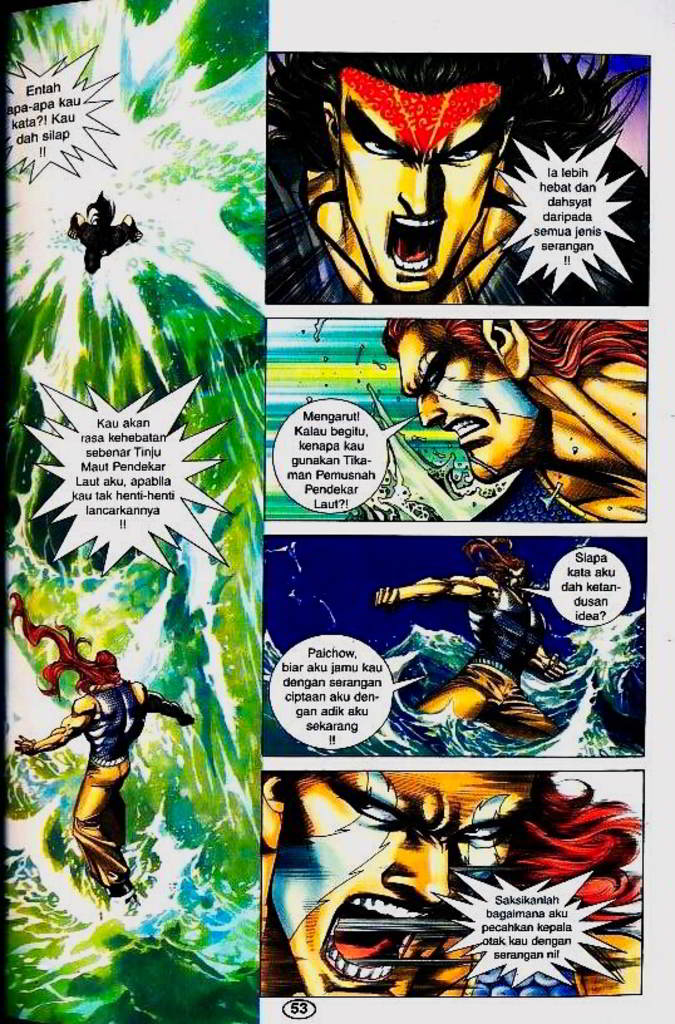 Entah
apa-apa kau
kata?! Kau
dah silap
!!
Kau akan
rasa kehebatan
sebenar Tinju
Maut Pendekar
Laut aku, apabila
kau tak henti-henti
lancarkannya
!!
Ia lebih
hebat dan
dahsyat
daripada
semua jenis
serangan
!!
Mengarut!
Kalau begitu,
kenapa kau
gunakan Tika-
man Pemusnah
Pendekar
Laut?!
Siapa
kata aku
dah ketan-
dusan
idea?
Paichow,
biar aku jamu kau
dengan serangan
ciptaan aku den-
gan adik aku
sekarang
!!
Saksikanlah
bagaimana aku
pecahkan kepala
otak kau dengan
serangan ni!
53